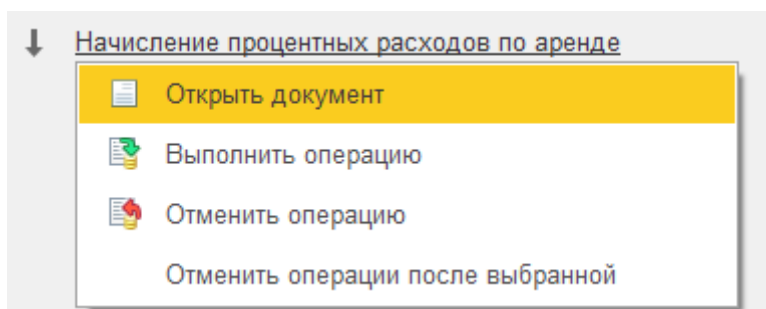 Начисление процентных расходов по аренде
Открыть документ
Выполнить операцию
Отменить операцию
Отменить операции после выбранной